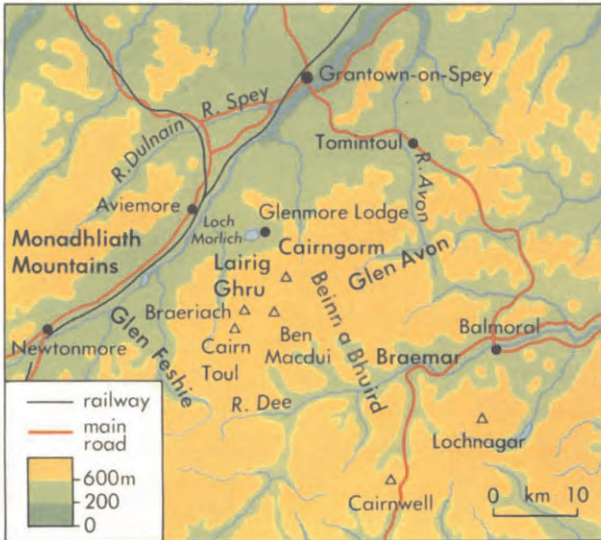 Grantown-on-Spey
R. Spey
R. Dulnain
Tomintoul
R. Avon
Aviemore
Loch
Morlich
Glenmore Lodge
Monadhliath
Mountains
Cairngorm
Glen Avon
Lairig
Ghru
Beinn a Bhuird
Braeriach
Ben
Macdui
Balmoral
Newtonmore
Glen Feshie
Cairn
Toul
Braemar
R. Dee
railway
main
road
Lochnagar
600m
200
0
Cairnwell
0 km 10